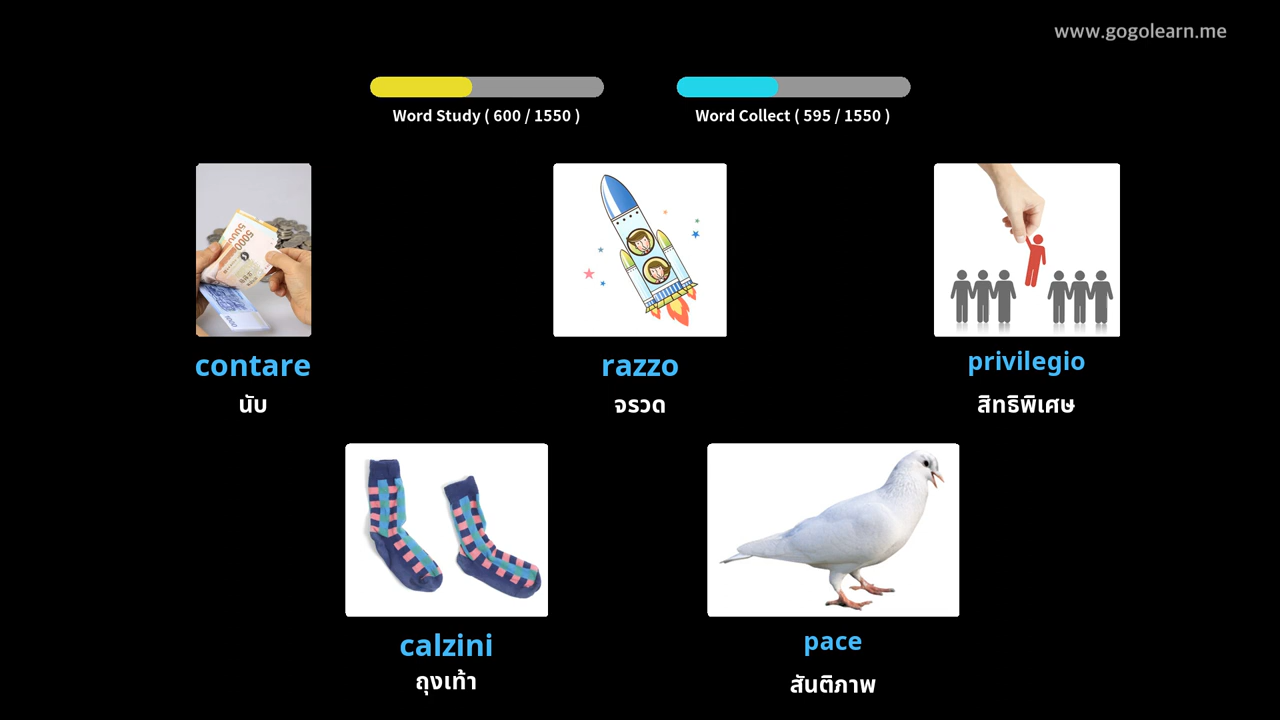 www.gogolearn.me
Word Study ( 600 / 1550 )
Word Collect ( 595 / 1550 )
contare
นับ
razzo
จรวด
privilegio
สิทธิพิเศษ
calzini
ถุงเท้า
pace
สันติภาพ